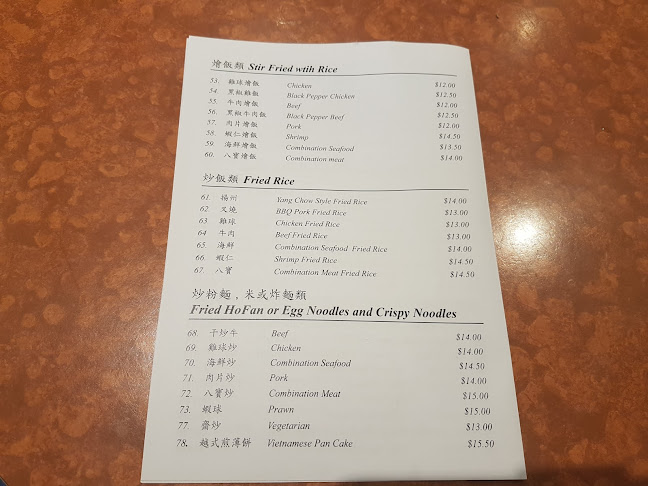 燴飯類 Stir Fried wtih Rice
53. 雞球燴飯 Chicken $12.00
54. 黑椒雞飯 Black Pepper Chicken $12.50
55. 牛肉燴飯 Beef $12.00
56. 黑椒牛肉飯 Black Pepper Beef $12.50
57. 肉片燴飯 Pork $12.00
58. 蝦仁燴飯 Shrimp $14.50
59. 海鮮燴飯 Combination Seafood $13.50
60. 八寶燴飯 Combination meat $14.00
炒飯類 Fried Rice
61. 揚州 Yang Chow Style Fried Rice $14.00
62. 叉燒 BBQ Pork Fried Rice $13.00
63 雞球 Chicken Fried Rice $13.00
64 牛肉 Beef Fried Rice $13.00
65. 海鮮 Combination Seafood Fried Rice $14.00
66. 蝦仁 Shrimp Fried Rice $14.50
67. 八寶 Combination Meat Fried Rice $14.50
炒粉麵，米或炸麵類
Fried HoFan or Egg Noodles and Crispy Noodles
68. 干炒牛 Beef $14.00
69. 雞球炒 Chicken $14.00
70. 海鮮炒 Combination Seafood $14.50
71. 肉片炒 Pork $14.00
72. 八寶炒 Combination Meat $15.00
73. 蝦球 Prawn $15.00
77. 齋炒 Vegetarian $13.00
78. 越式煎薄餅 Vietnamese Pan Cake $15.50